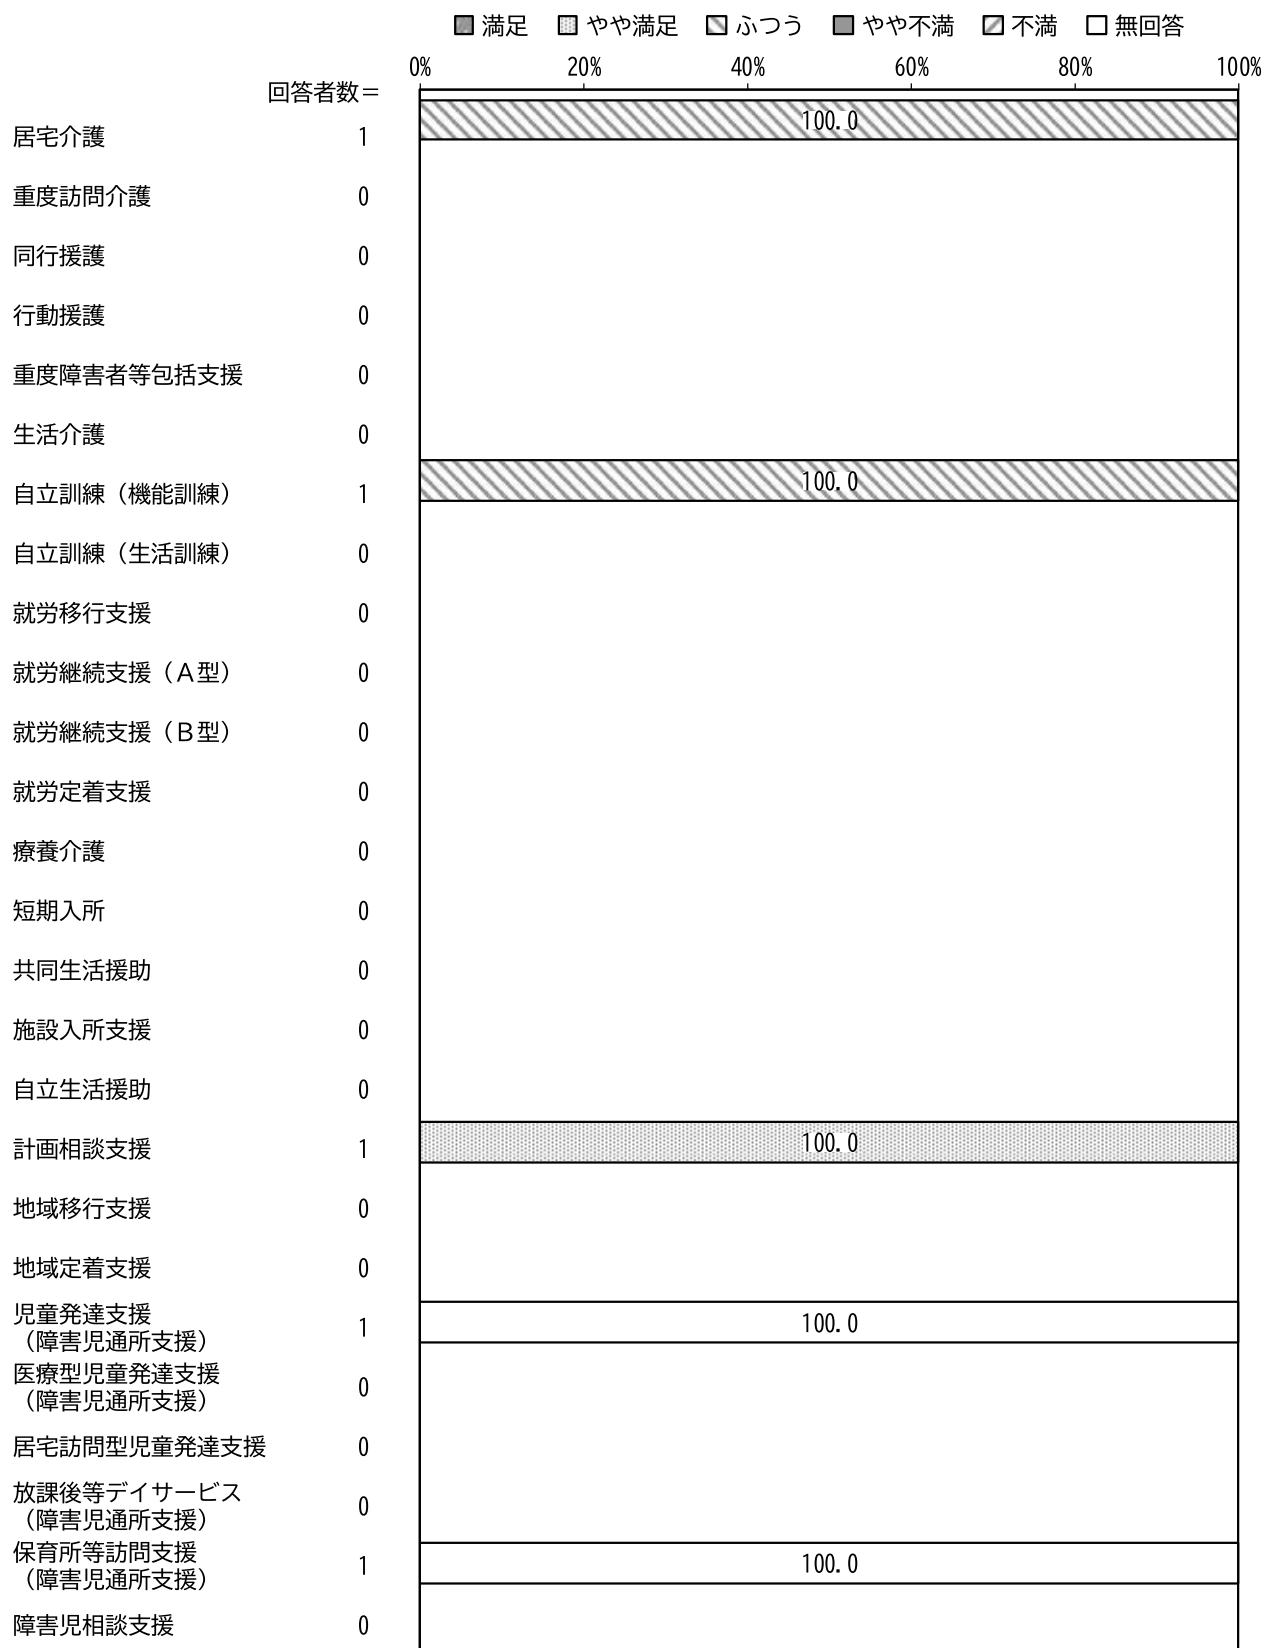 満足 やや満足 ふつう やや不満 不満 無回答
0% 20% 40% 60% 80% 100%
回答者数＝
居宅介護 1 100.0
重度訪問介護 0
同行援護 0
行動援護 0
重度障害者等包括支援 0
生活介護 0
自立訓練（機能訓練） 1 100.0
自立訓練（生活訓練） 0
就労移行支援 0
就労継続支援（Ａ型） 0
就労継続支援（Ｂ型） 0
就労定着支援 0
療養介護 0
短期入所 0
共同生活援助 0
施設入所支援 0
自立生活援助 0
計画相談支援 1 100.0
地域移行支援 0
地域定着支援 0
児童発達支援
（障害児通所支援） 1 100.0
医療型児童発達支援
（障害児通所支援） 0
居宅訪問型児童発達支援 0
放課後等デイサービス
（障害児通所支援） 0
保育所等訪問支援
（障害児通所支援） 1 100.0
障害児相談支援 0